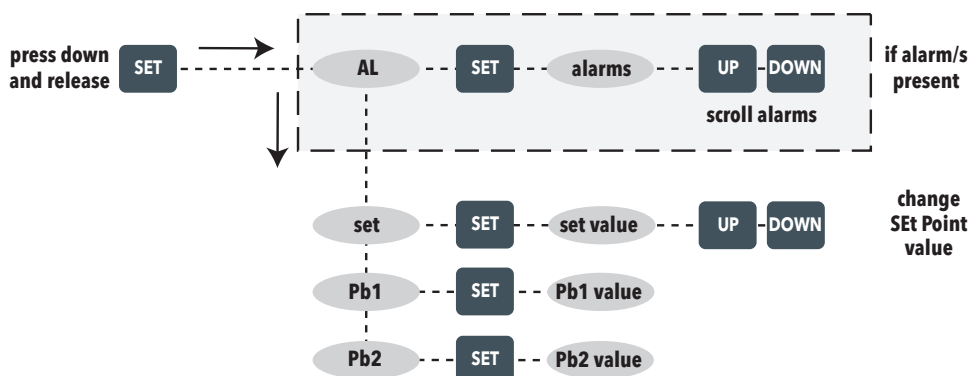 press down
and release
SET
AL
SET
alarms
UP
DOWN
scroll alarms
if alarm/s
present
set
SET
set value
UP
DOWN
change
SEt Point
value
Pb1
SET
Pb1 value
Pb2
SET
Pb2 value